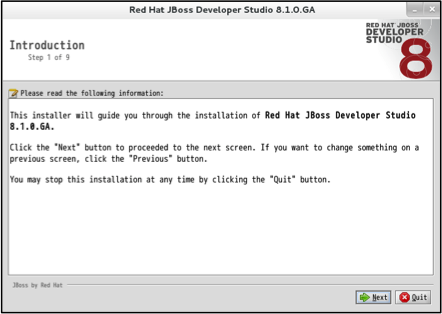 Red Hat JBoss Developer Studio 8.1.0.GA
RED HAT JBOSS
DEVELOPER
STUDIO
8
Introduction
Step 1 of 9
Please read the following information:
This installer will guide you through the installation of Red Hat JBoss Developer Studio
8.1.0.GA.
Click the "Next" button to proceeded to the next screen. If you want to change something on a
previous screen, click the "Previous" button.
You may stop this installation at any time by clicking the "Quit" button.
JBoss by Red Hat
Next
Quit